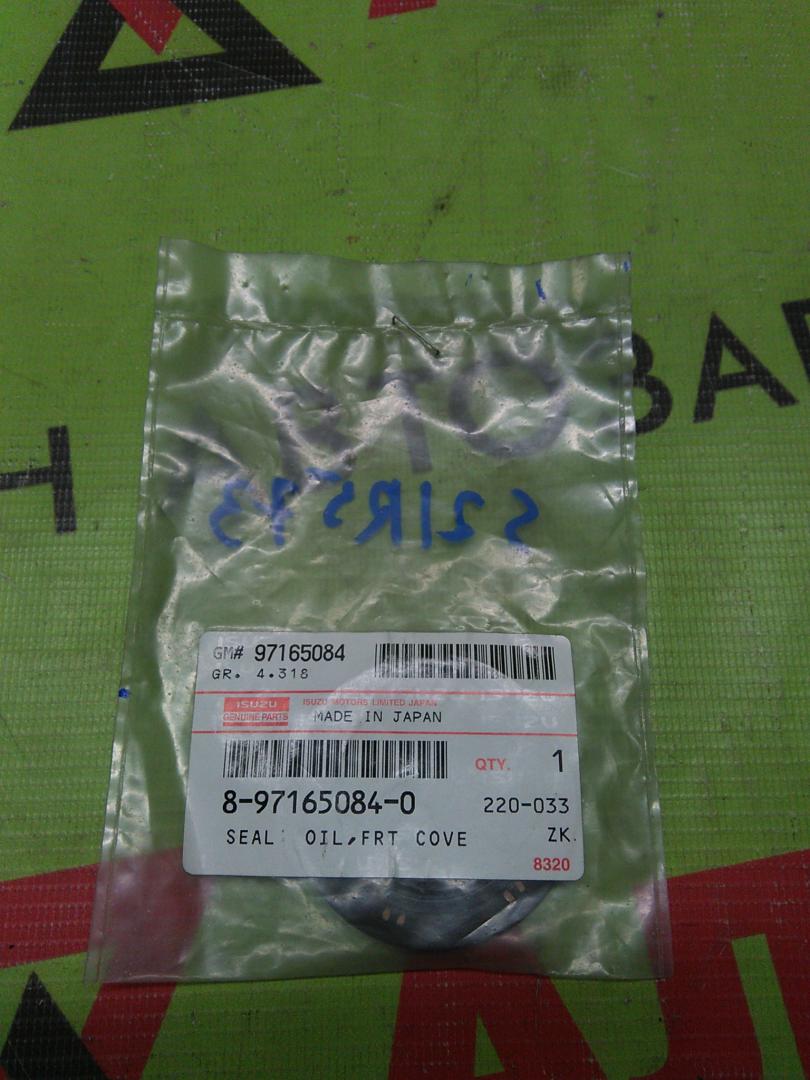 АВТОВАР
Н
GM# 97165084
GR. 4.318
ISUZU
GENUINE PARTS
ISUZU MOTORS LIMITED JAPAN
MADE IN JAPAN
QTY. 1
8-97165084-0
220-033
SEAL: OIL,FRT COVE
ZK.
8320